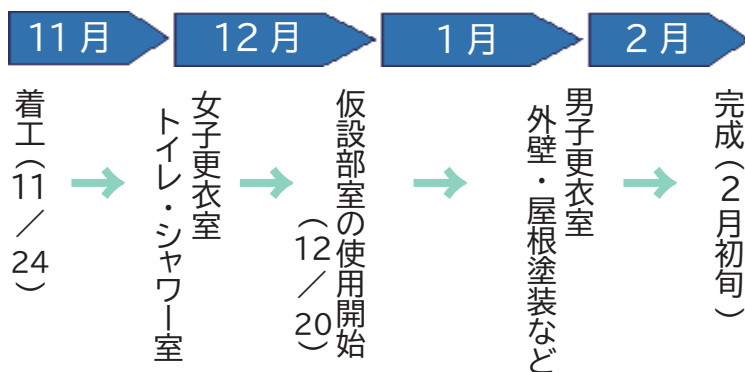 11月
12月
1月
2月
着工(11/24)
女子更衣室
トイレ・シャワー室
仮設部室の使用開始
(12/20)
男子更衣室
外壁・屋根塗装など
完成(2月初旬)